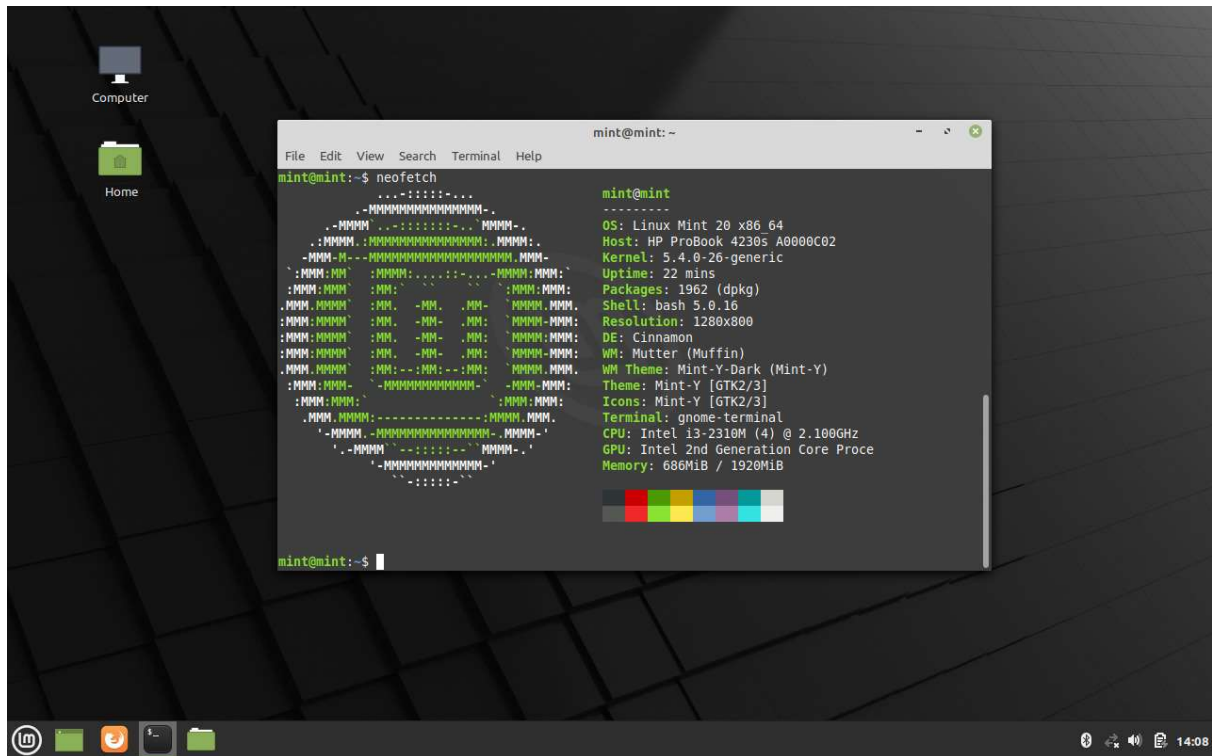 Computer
Home
mint@mint: ~
File Edit View Search Terminal Help
mint@mint:~$ neofetch
mint@mint
---------
OS: Linux Mint 20 x86_64
Host: HP ProBook 4230s A0000C02
Kernel: 5.4.0-26-generic
Uptime: 22 mins
Packages: 1962 (dpkg)
Shell: bash 5.0.16
Resolution: 1280x800
DE: Cinnamon
WM: Mutter (Muffin)
WM Theme: Mint-Y-Dark (Mint-Y)
Theme: Mint-Y [GTK2/3]
Icons: Mint-Y [GTK2/3]
Terminal: gnome-terminal
CPU: Intel i3-2310M (4) @ 2.100GHz
GPU: Intel 2nd Generation Core Proce
Memory: 686MiB / 1920MiB
mint@mint:~$
14:08